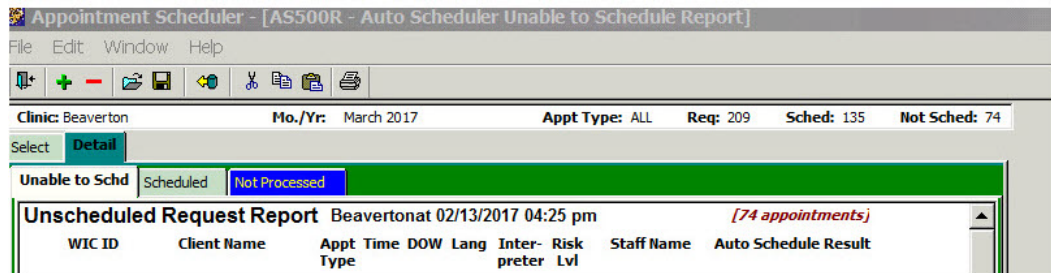 Appointment Scheduler - [AS500R - Auto Scheduler Unable to Schedule Report]
File Edit Window Help
Clinic: Beaverton Mo./Yr: March 2017 Appt Type: ALL Req: 209 Sched: 135 Not Sched: 74
Select Detail
Unable to Schd Scheduled Not Processed
Unscheduled Request Report Beavertonat 02/13/2017 04:25 pm [74 appointments]
WIC ID Client Name Appt Time DOW Lang Inter- Risk Staff Name Auto Schedule Result
Type preter Lvl